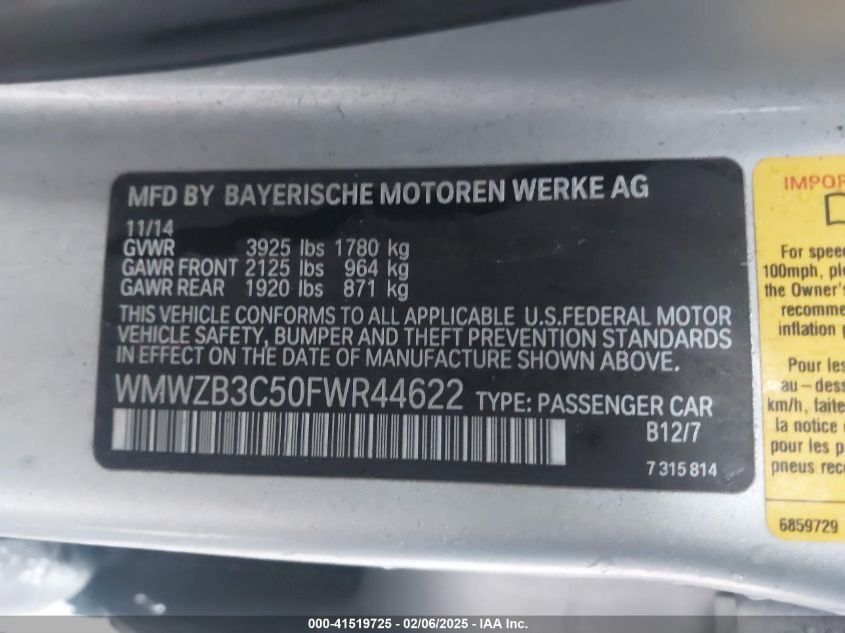 MFD BY BAYERISCHE MOTOREN WERKE AG
11/14
GVWR 3925 lbs 1780 kg
GAWR FRONT 2125 lbs 964 kg
GAWR REAR 1920 lbs 871 kg
THIS VEHICLE CONFORMS TO ALL APPLICABLE U.S.FEDERAL MOTOR
VEHICLE SAFETY, BUMPER AND THEFT PREVENTION STANDARDS
IN EFFECT ON THE DATE OF MANUFACTURE SHOWN ABOVE.
WMWZB3C50FWR44622 TYPE: PASSENGER CAR
B12/7
7 315 814
IMPOR
For speed
100mph, ple
the Owner's
recomme
inflation p
Pour les
au-dess
km/h, faite
la notice
pour les p
pneus rec
6859729
000-41519725 - 02/06/2025 - IAA Inc.